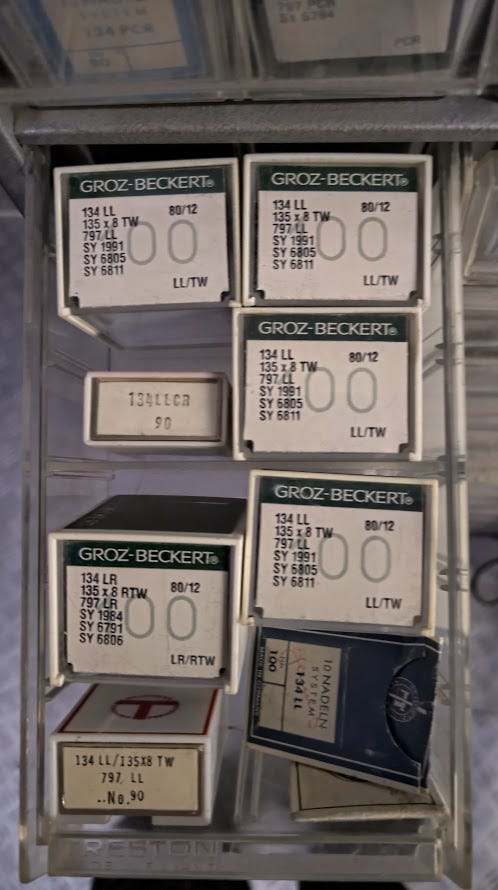 134 PCR
90
797 PCR
SY 5784
PCR
GROZ-BECKERT®
134 LL
80/12
135 x 8 TW
797 LL
SY 1991
SY 6805
SY 6811
LL/TW
GROZ-BECKERT®
134 LL
80/12
135 x 8 TW
797 LL
SY 1991
SY 6805
SY 6811
LL/TW
GROZ-BECKERT®
134 LL
80/12
135 x 8 TW
797 LL
SY 1991
SY 6805
SY 6811
LL/TW
134LLCR
90
GROZ-BECKERT®
134 LL
80/12
135 x 8 TW
797 LL
SY 1991
SY 6805
SY 6811
LL/TW
GROZ-BECKERT®
134 LR
80/12
135 x 8 RTW
797 LR
SY 1984
SY 6791
SY 6806
LR/RTW
10 NADELN
SYSTEM
134 LL
100
134 LL/135X8 TW
797 LL
..No.90
RESTON